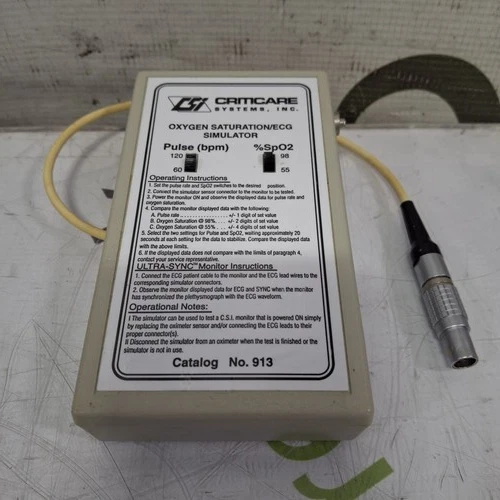 CSI CRITICARE
SYSTEMS, INC.
OXYGEN SATURATION/ECG
SIMULATOR
Pulse (bpm) %SpO2
120 98
60 55
Operating Instructions
1. Set the pulse rate and SpO2 switches to the desired position.
2. Connect the simulator sensor connector to the monitor to be tested.
3. Power the monitor ON and observe the displayed data for pulse rate and
oxygen saturation.
4. Compare the monitor displayed data with the following:
A. Pulse rate . . . . . . . . . . . . . . . . +/- 1 digit of set value
B. Oxygen Saturation @ 98%. . . . +/- 2 digits of set value
C. Oxygen Saturation @ 55% . . . . +/- 4 digits of set value
5. Select the two settings for Pulse and SpO2, waiting approximately 20
seconds at each setting for the data to stabilize. Compare the displayed data
with the above limits.
6. If the displayed data does not compare with the limits of paragraph 4,
contact your service representative.
ULTRA-SYNC™ Monitor Insructions
1. Connect the ECG patient cable to the monitor and the ECG lead wires to the
corresponding simulator connectors.
2. Observe the monitor displayed data for ECG and SYNC when the monitor
has synchronized the plethysmograph with the ECG waveform.
Operational Notes:
I The simulator can be used to test a C.S.I. monitor that is powered ON simply
by replacing the oximeter sensor and/or connecting the ECG leads to their
proper connector(s).
II Disconnect the simulator from an oximeter when the test is finished or the
simulator is not in use.
Catalog No. 913